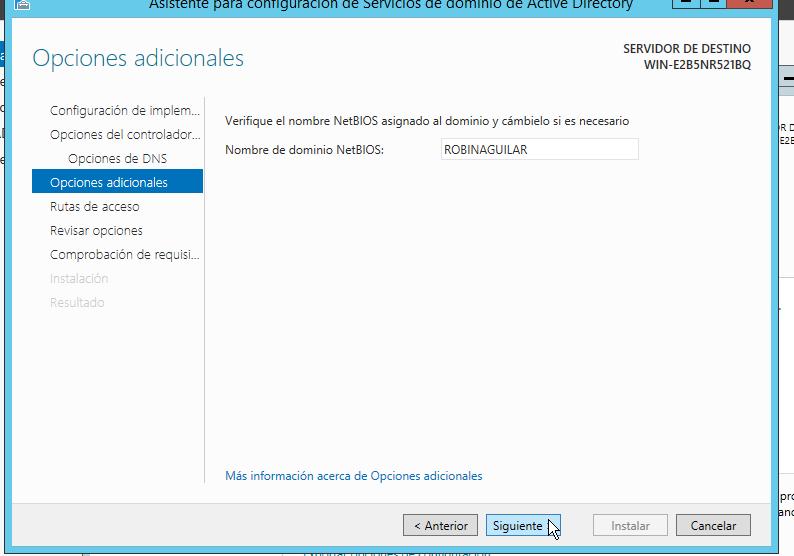 Asistente para configuración de Servicios de dominio de Active Directory
Opciones adicionales
SERVIDOR DE DESTINO
WIN-E2B5NR521BQ
Configuración de implem...
Opciones del controlador...
Opciones de DNS
Opciones adicionales
Rutas de acceso
Revisar opciones
Comprobación de requisi...
Instalación
Resultado
Verifique el nombre NetBIOS asignado al dominio y cámbielo si es necesario
Nombre de dominio NetBIOS:
ROBINAGUILAR
Más información acerca de Opciones adicionales
< Anterior
Siguiente
Instalar
Cancelar